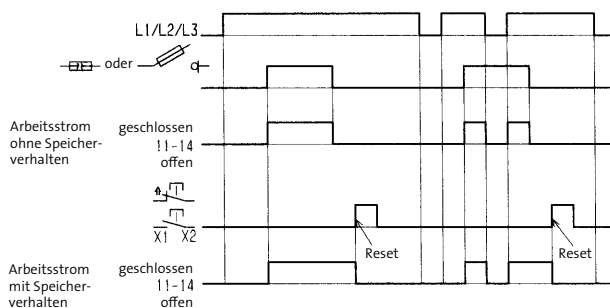 L1/L2/L3
oder
Arbeitsstrom
ohne Speicher-
verhalten
geschlossen
11-14
offen
X1 X2
Reset
Reset
Arbeitsstrom
mit Speicher-
verhalten
geschlossen
11-14
offen